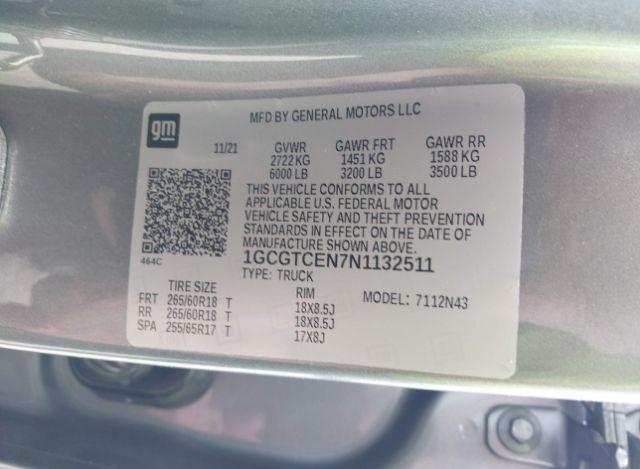 gm
MFD BY GENERAL MOTORS LLC
11/21 GVWR GAWR FRT GAWR RR
2722 KG 1451 KG 1588 KG
6000 LB 3200 LB 3500 LB
THIS VEHICLE CONFORMS TO ALL
APPLICABLE U.S. FEDERAL MOTOR
VEHICLE SAFETY AND THEFT PREVENTION
STANDARDS IN EFFECT ON THE DATE OF
MANUFACTURE SHOWN ABOVE.
464C
1GCGTCEN7N1132511
TYPE: TRUCK
TIRE SIZE RIM MODEL: 7112N43
FRT 265/60R18 T 18X8.5J
RR 265/60R18 T 18X8.5J
SPA 255/65R17 T 17X8J